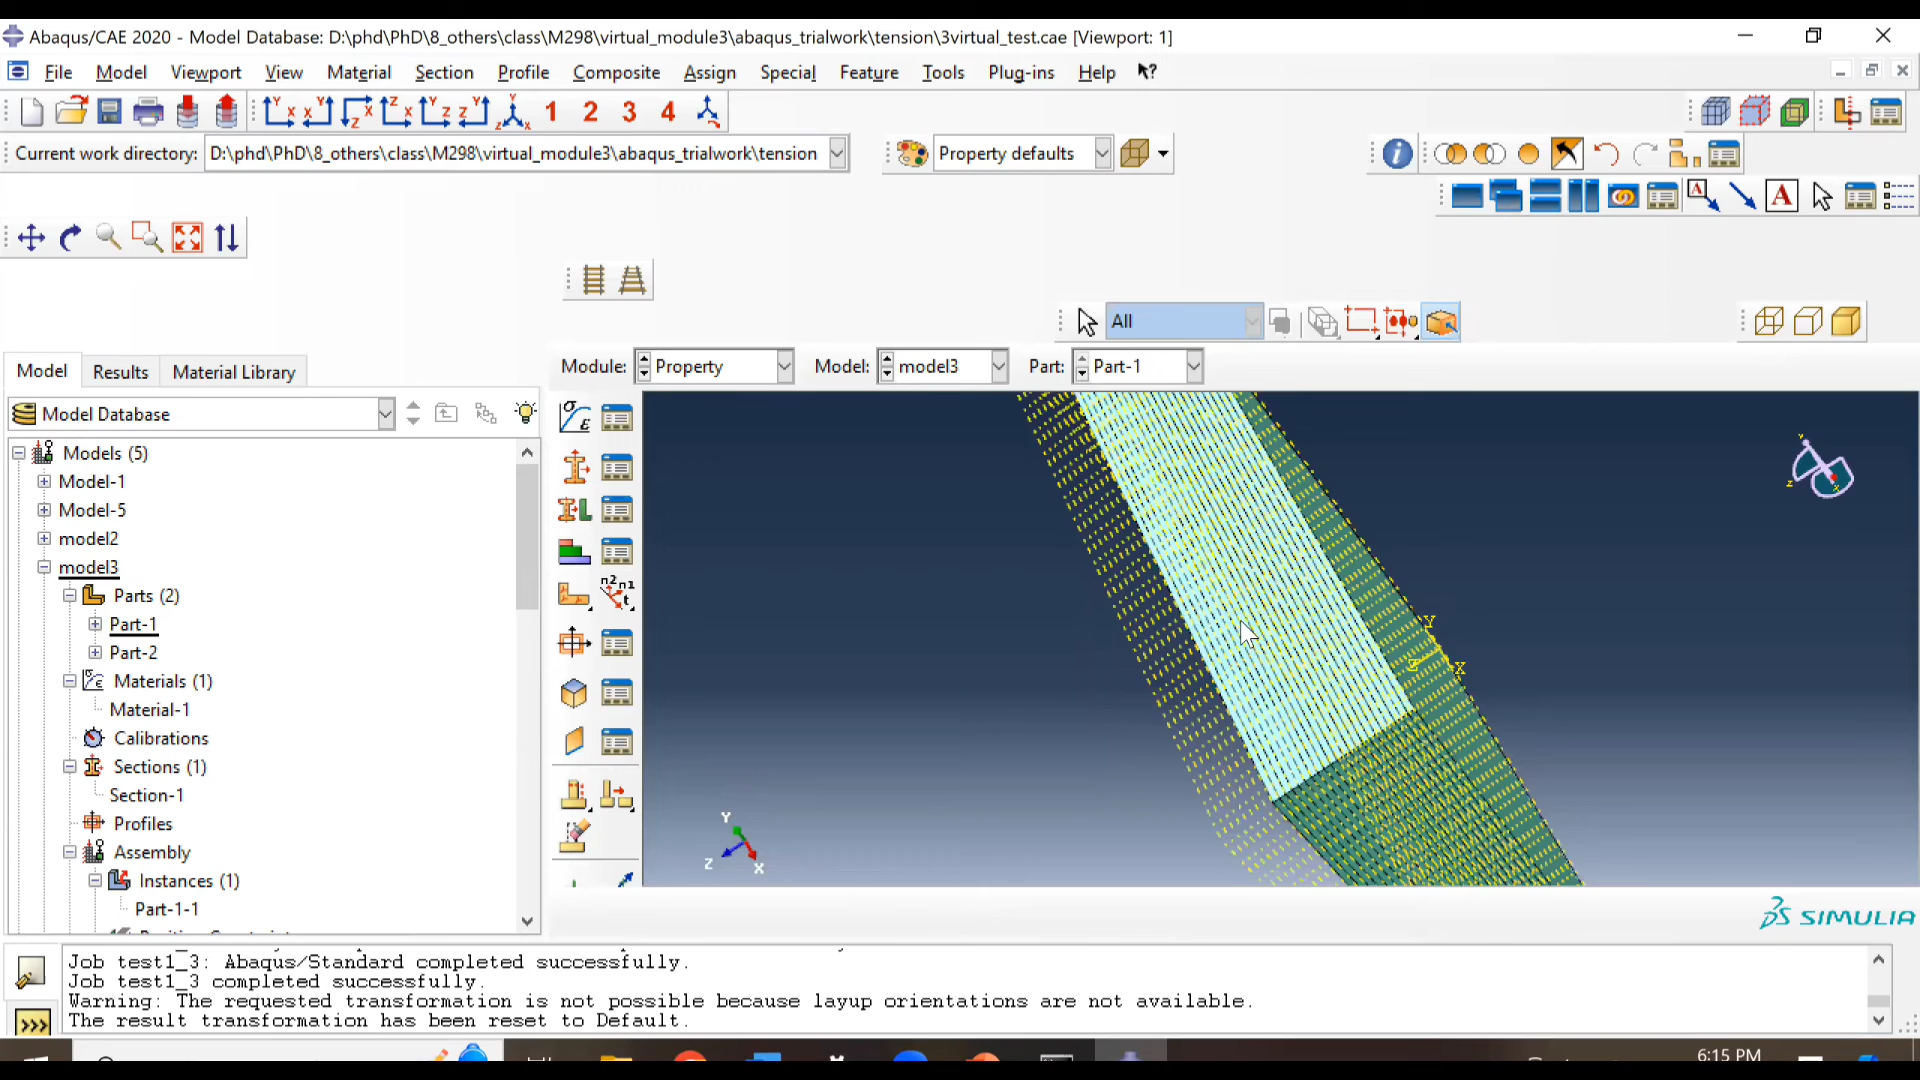 Abaqus/CAE 2020 - Model Database: D:\phd\PhD\8_others\class\M298\virtual_module3\abaqus_trialwork\tension\3virtual_test.cae [Viewport: 1]
File Model Viewport View Material Section Profile Composite Assign Special Feature Tools Plug-ins Help
1 2 3 4
Current work directory: D:\phd\PhD\8_others\class\M298\virtual_module3\abaqus_trialwork\tension
Property defaults
All
Model Results Material Library
Module: Property Model: model3 Part: Part-1
Model Database
Models (5)
Model-1
Model-5
model2
model3
Parts (2)
Part-1
Part-2
Materials (1)
Material-1
Calibrations
Sections (1)
Section-1
Profiles
Assembly
Instances (1)
Part-1-1
n2 n1
t
Y
Z X
Y
Z
X
SIMULIA
Job test1_3: Abaqus/Standard completed successfully.
Job test1_3 completed successfully.
Warning: The requested transformation is not possible because layup orientations are not available.
The result transformation has been reset to Default.
6:15 PM